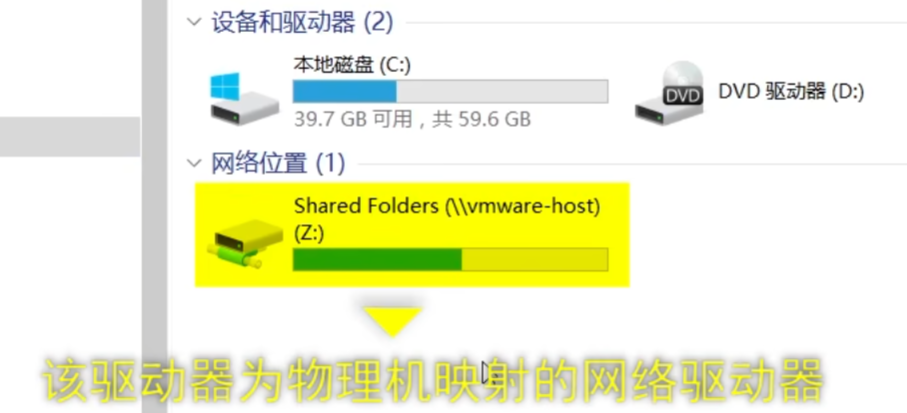 设备和驱动器 (2)
本地磁盘 (C:)
39.7 GB 可用，共 59.6 GB
DVD
DVD 驱动器 (D:)
网络位置 (1)
Shared Folders (\\vmware-host)
(Z:)
该驱动器为物理机映射的网络驱动器